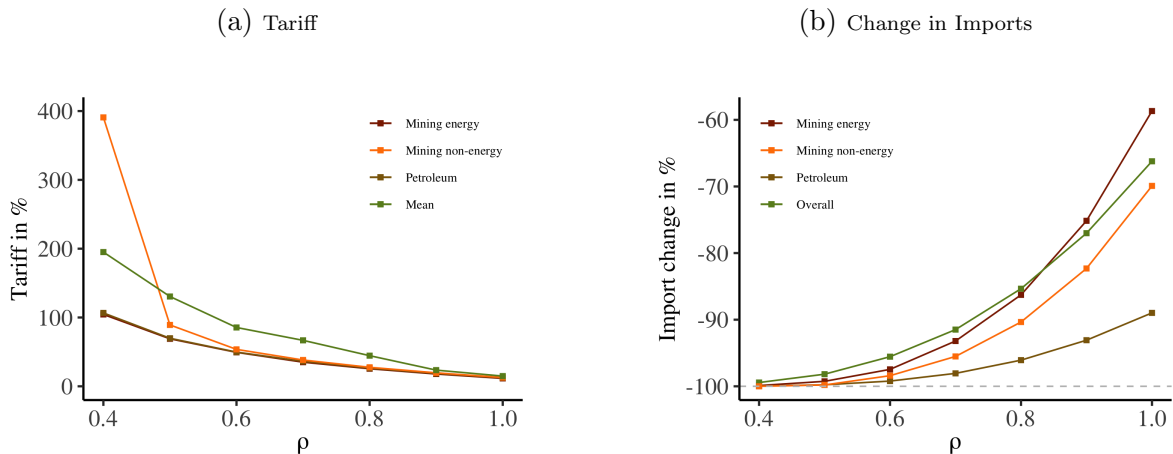 (a) Tariff
400
300
200
100
0
Tariff in %
0.4 0.6 0.8 1.0
ρ
Mining energy
Mining non-energy
Petroleum
Mean
(b) Change in Imports
-60
-70
-80
-90
-100
Import change in %
0.4 0.6 0.8 1.0
ρ
Mining energy
Mining non-energy
Petroleum
Overall